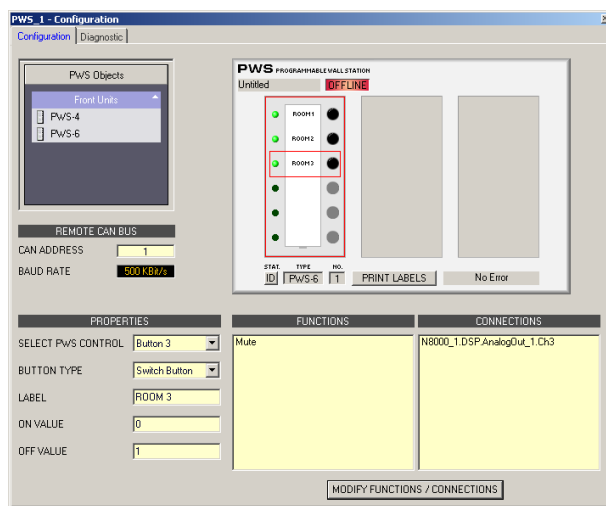 PWS_1 - Configuration
Configuration Diagnostic
PWS Objects
Front Units
PWS-4
PWS-6
REMOTE CAN BUS
CAN ADDRESS 1
BAUD RATE 500 KBit/s
PWS PROGRAMMABLE WALL STATION
Untitled OFFLINE
ROOM 1
ROOM 2
ROOM 3
STAT. TYPE NO.
ID PWS-6 1 PRINT LABELS No Error
PROPERTIES
SELECT PWS CONTROL Button 3
BUTTON TYPE Switch Button
LABEL ROOM 3
ON VALUE 0
OFF VALUE 1
FUNCTIONS
Mute
CONNECTIONS
N8000_1.DSP.AnalogOut_1.Ch3
MODIFY FUNCTIONS / CONNECTIONS